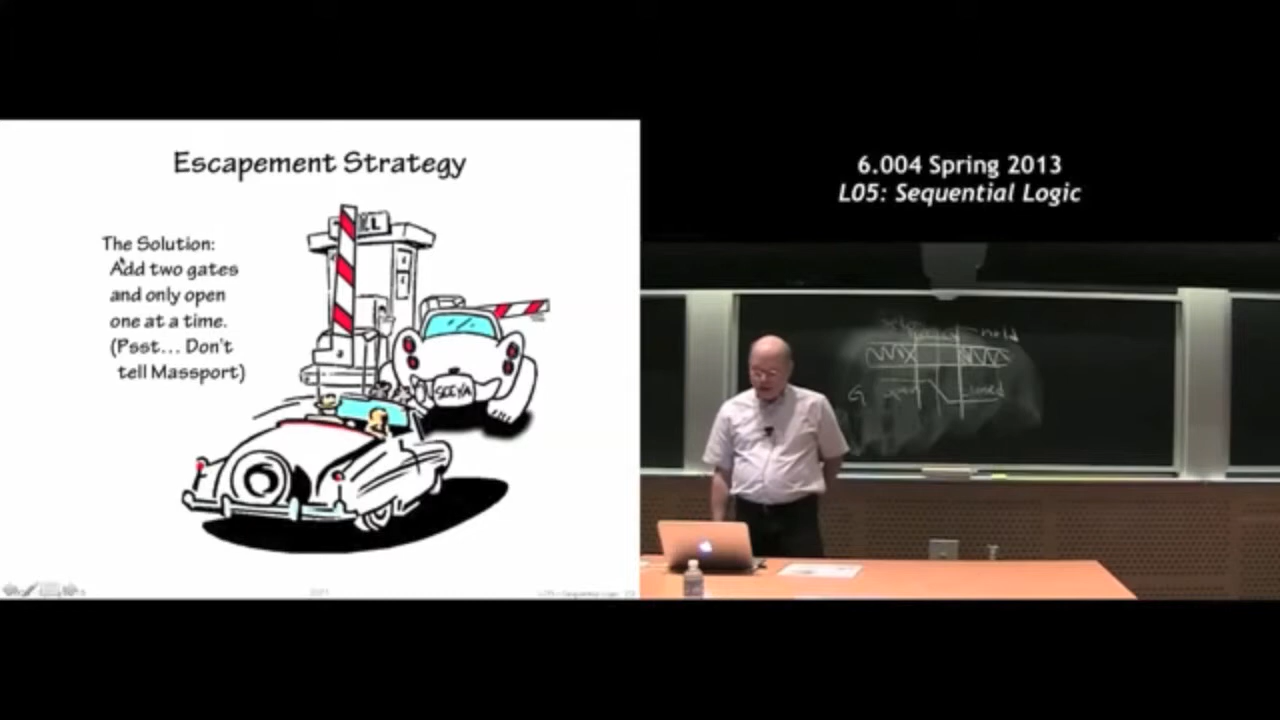 Escapement Strategy
The Solution:
Add two gates
and only open
one at a time.
(Psst... Don't
tell Massport)
SEEYA
6.004 Spring 2013
L05: Sequential Logic
hold
G